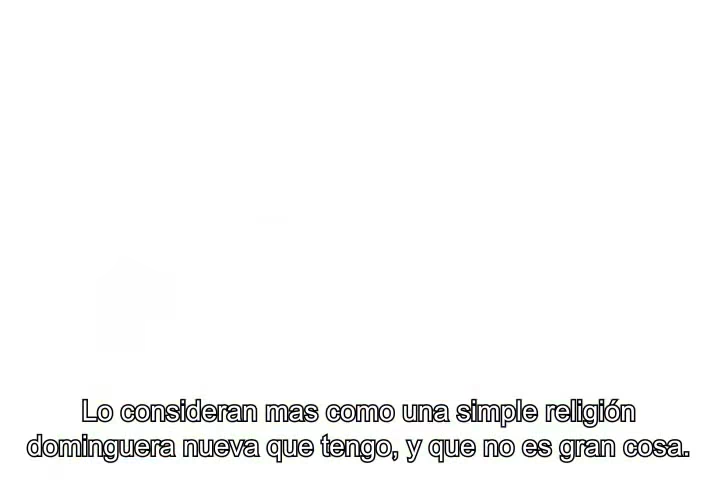 Lo consideran mas como una simple religión
dominguera nueva que tengo, y que no es gran cosa.